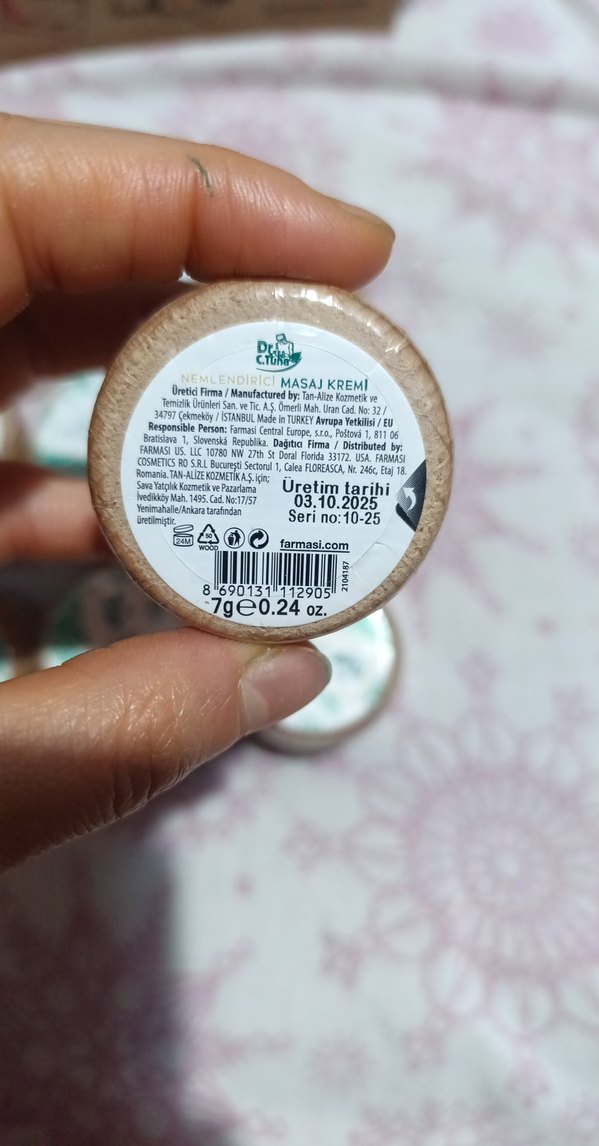 Dr.
C.Tuna
NEMLENDİRİCİ MASAJ KREMİ
Üretici Firma / Manufactured by: Tan-Alize Kozmetik ve
Temizlik Ürünleri San. ve Tic. A.Ş. Ömerli Mah. Uran Cad. No: 32 /
34797 Çekmeköy / İSTANBUL Made in TURKEY Avrupa Yetkilisi / EU
Responsible Person: Farmasi Central Europe, s.r.o., Poštová 1, 811 06
Bratislava 1, Slovenská Republika. Dağıtıcı Firma / Distributed by:
FARMASI US. LLC 10780 NW 27th St Doral Florida 33172. USA. FARMASI
COSMETICS RO S.R.L Bucureşti Sectorul 1, Calea FLOREASCA, Nr. 246c, Etaj 18.
Romania. TAN-ALİZE KOZMETİK A.Ş. için;
Sava Yatçılık Kozmetik ve Pazarlama
İvedikköy Mah. 1495. Cad. No:17/57
Yenimahalle/Ankara tarafından
üretilmiştir.
Üretim tarihi
03.10.2025
Seri no:10-25
24M
50
WOOD
farmasi.com
8 690131 112905
2104187
7g e 0.24 oz.